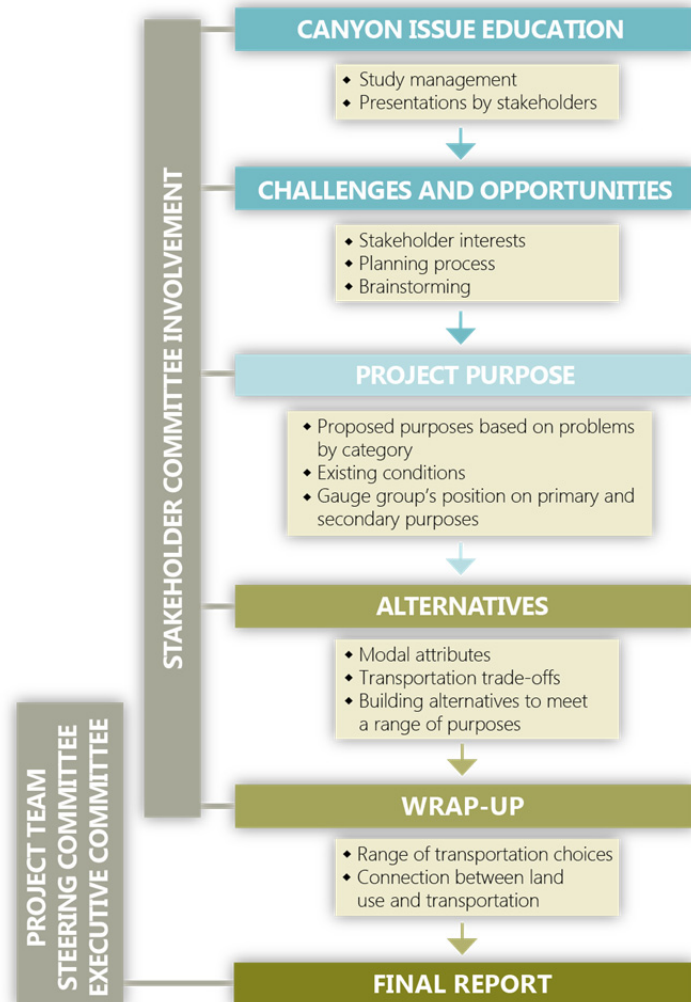 CANYON ISSUE EDUCATION
◆ Study management
◆ Presentations by stakeholders
CHALLENGES AND OPPORTUNITIES
◆ Stakeholder interests
◆ Planning process
◆ Brainstorming
PROJECT PURPOSE
◆ Proposed purposes based on problems
by category
◆ Existing conditions
◆ Gauge group's position on primary and
secondary purposes
ALTERNATIVES
◆ Modal attributes
◆ Transportation trade-offs
◆ Building alternatives to meet
a range of purposes
WRAP-UP
◆ Range of transportation choices
◆ Connection between land
use and transportation
FINAL REPORT
STAKEHOLDER COMMITTEE INVOLVEMENT
PROJECT TEAM
STEERING COMMITTEE
EXECUTIVE COMMITTEE